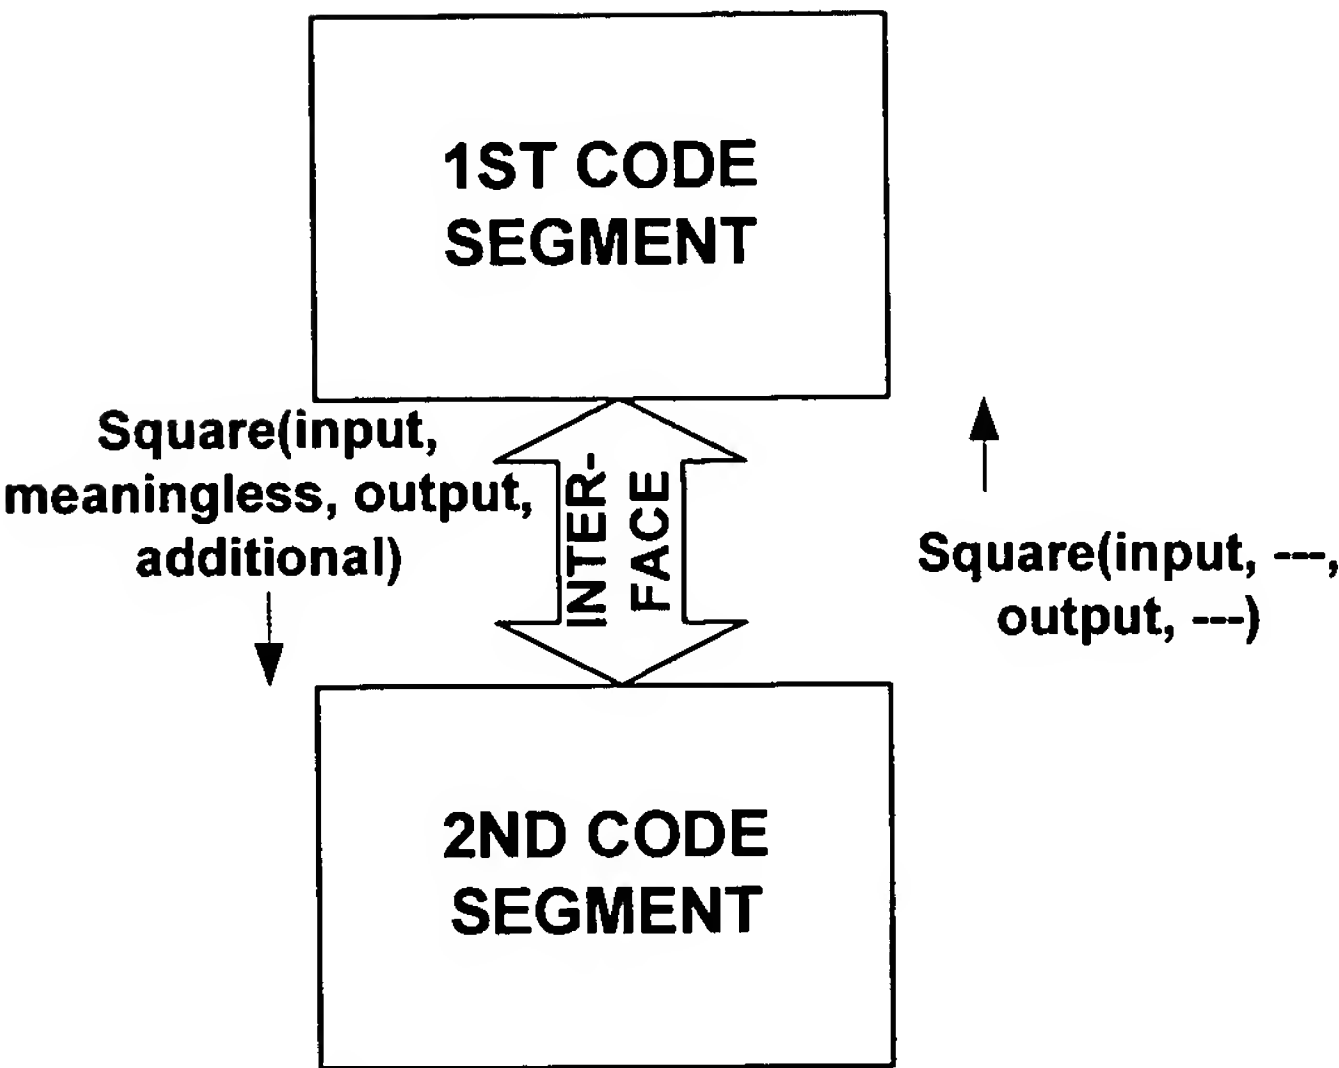 1ST CODE
SEGMENT
Square(input,
meaningless, output,
additional)
INTER-
FACE
Square(input, ---,
output, ---)
2ND CODE
SEGMENT